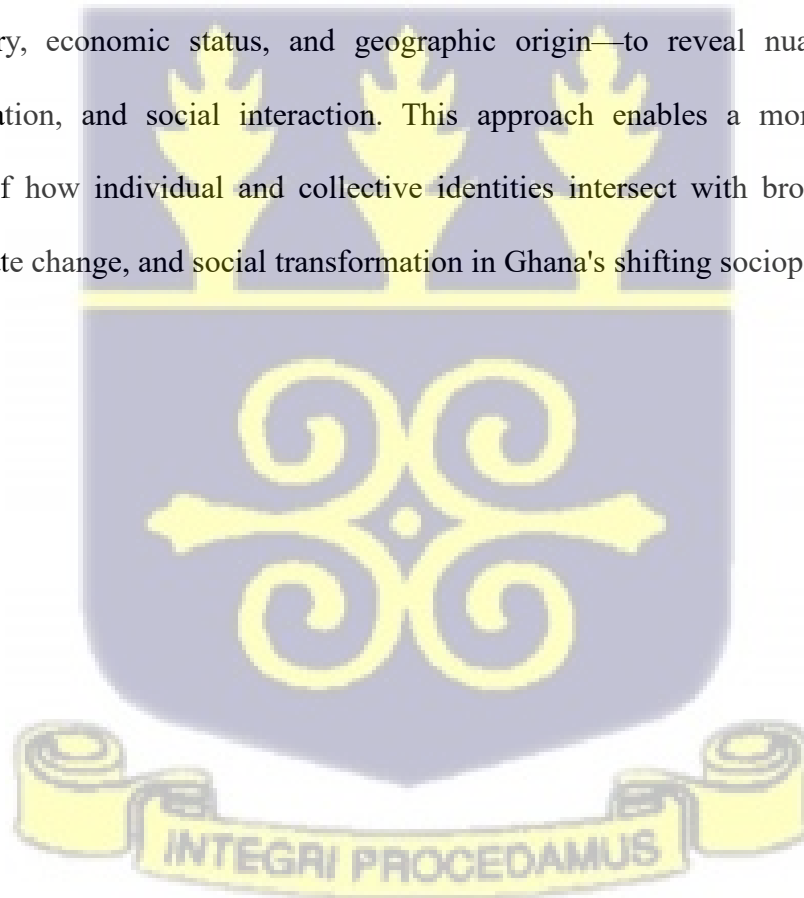 ry, economic status, and geographic origin—to reveal nua
ation, and social interaction. This approach enables a mor
f how individual and collective identities intersect with bro
te change, and social transformation in Ghana's shifting sociop
INTEGRI PROCEDAMUS